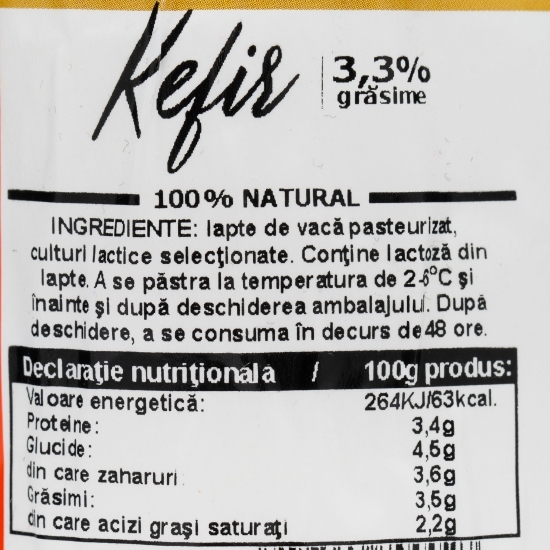 Kefir
3,3%
grăsime
100% NATURAL
INGREDIENTE: lapte de vacă pasteurizat,
culturi lactice selecţionate. Conţine lactoză din
lapte. A se păstra la temperatura de 2-6°C şi
înainte şi după deschiderea ambalajului. După
deschidere, a se consuma în decurs de 48 ore.
Declaraţie nutriţională / 100g produs:
Valoare energetică: 264KJ/63kcal.
Proteine: 3,4g
Glucide: 4,5g
din care zaharuri 3,6g
Grăsimi: 3,5g
din care acizi graşi saturaţi 2,2g